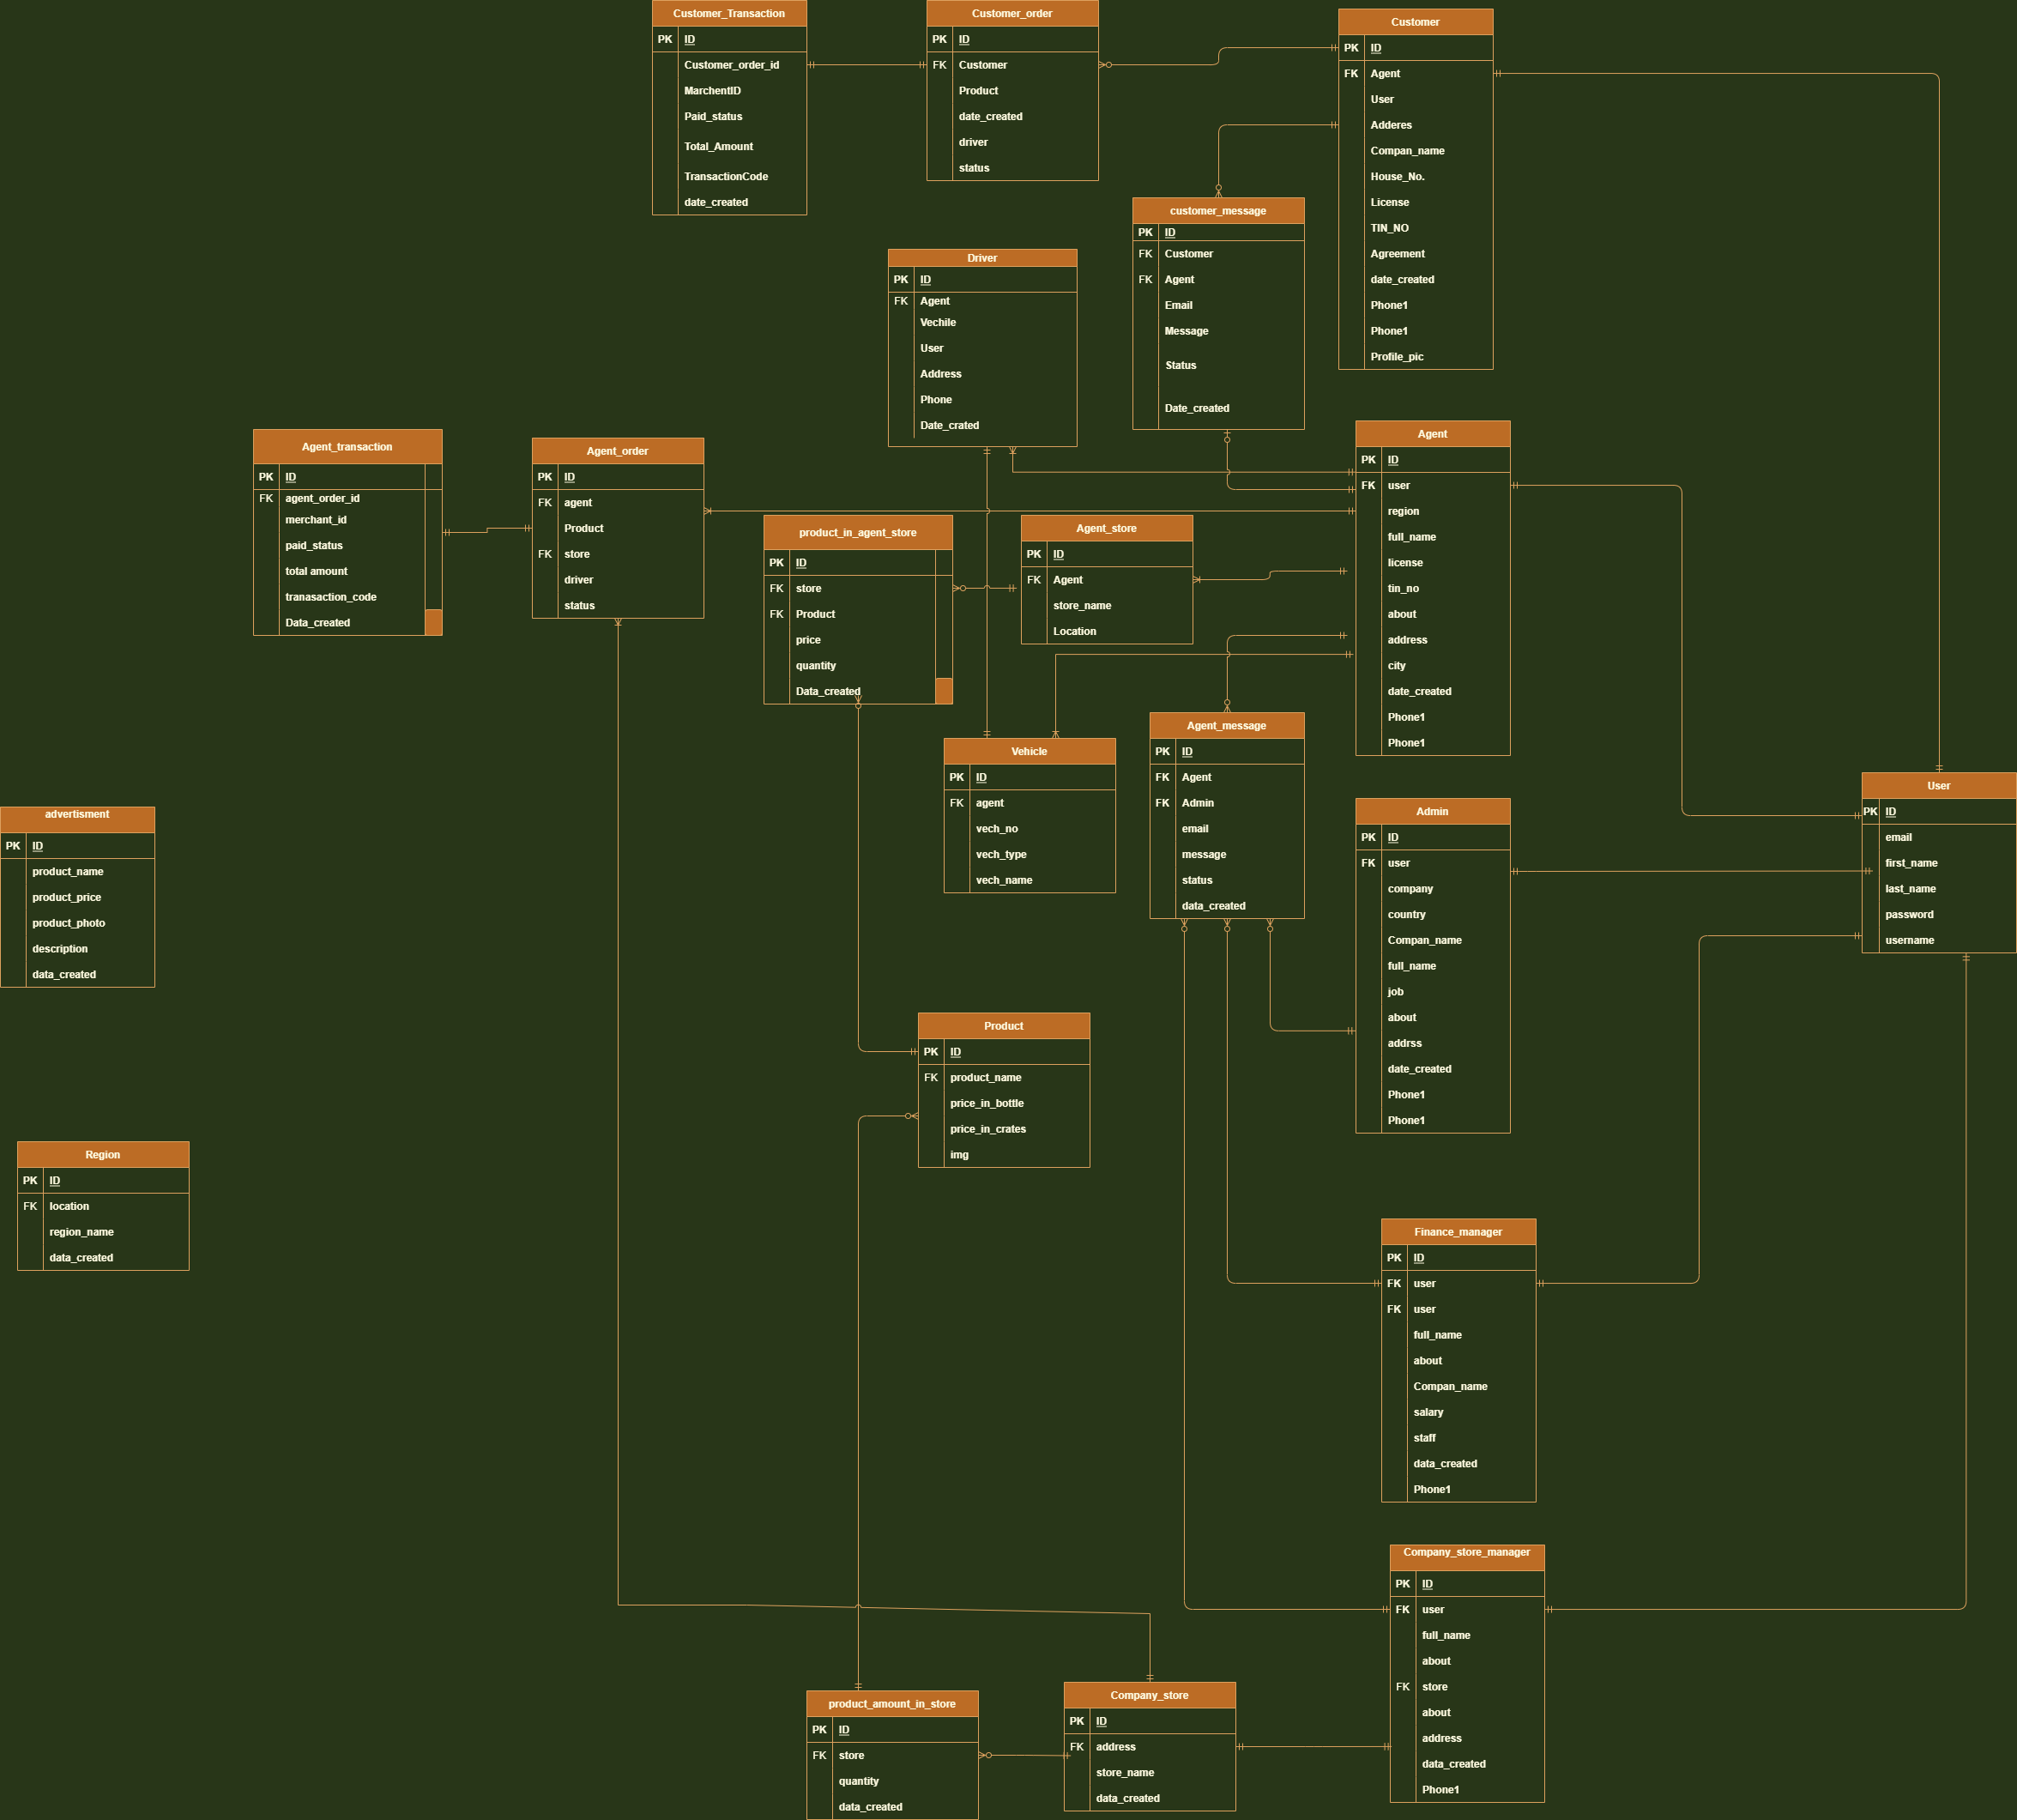 Customer_Transaction
PK ID
Customer_order_id
MarchentID
Paid_status
Total_Amount
TransactionCode
date_created
Customer_order
PK ID
FK Customer
Product
date_created
driver
status
Customer
PK ID
FK Agent
User
Adderes
Compan_name
House_No.
License
TIN_NO
Agreement
date_created
Phone1
Phone1
Profile_pic
customer_message
PK ID
FK Customer
FK Agent
Email
Message
Status
Date_created
Driver
PK ID
FK Agent
Vechile
User
Address
Phone
Date_crated
Agent_transaction
PK ID
FK agent_order_id
merchant_id
paid_status
total amount
tranasaction_code
Data_created
Agent_order
PK ID
FK agent
Product
FK store
driver
status
product_in_agent_store
PK ID
FK store
FK Product
price
quantity
Data_created
Agent_store
PK ID
FK Agent
store_name
Location
Agent
PK ID
FK user
region
full_name
license
tin_no
about
address
city
date_created
Phone1
Phone1
Agent_message
PK ID
FK Agent
FK Admin
email
message
status
data_created
Vehicle
PK ID
FK agent
vech_no
vech_type
vech_name
User
PK ID
email
first_name
last_name
password
username
advertisment
PK ID
product_name
product_price
product_photo
description
data_created
Admin
PK ID
FK user
company
country
Compan_name
full_name
job
about
addrss
date_created
Phone1
Phone1
Product
PK ID
FK product_name
price_in_bottle
price_in_crates
img
Region
PK ID
FK location
region_name
data_created
Finance_manager
PK ID
FK user
FK user
full_name
about
Compan_name
salary
staff
data_created
Phone1
Company_store_manager
PK ID
FK user
full_name
about
FK store
about
address
data_created
Phone1
product_amount_in_store
PK ID
FK store
quantity
data_created
Company_store
PK ID
FK address
store_name
data_created